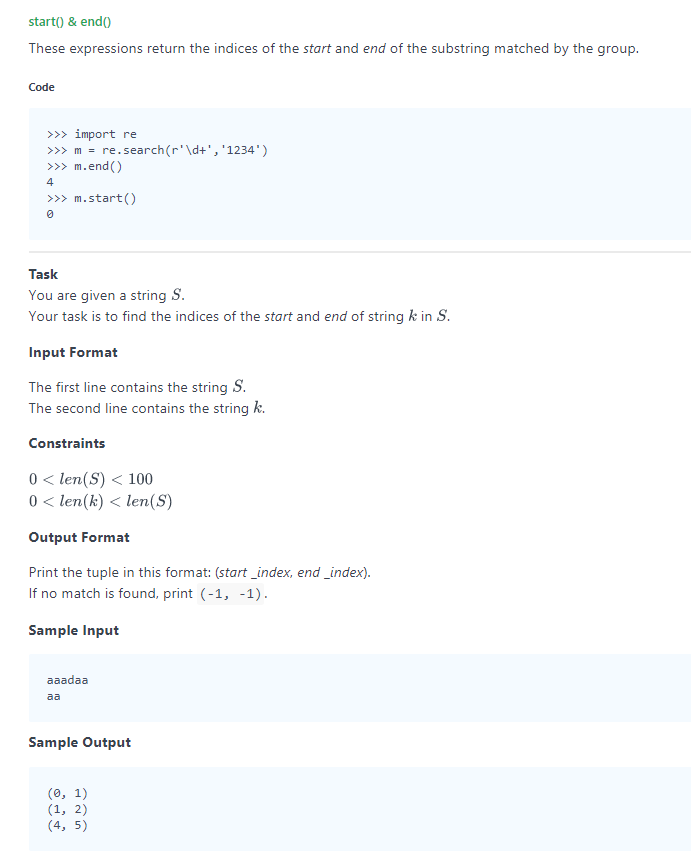 start() & end()
These expressions return the indices of the start and end of the substring matched by the group.
Code
>>> import re
>>> m = re.search(r'\d+','1234')
>>> m.end()
4
>>> m.start()
0
Task
You are given a string S.
Your task is to find the indices of the start and end of string k in S.
Input Format
The first line contains the string S.
The second line contains the string k.
Constraints
0 < len(S) < 100
0 < len(k) < len(S)
Output Format
Print the tuple in this format: (start _index, end _index).
If no match is found, print (-1, -1).
Sample Input
aaadaa
aa
Sample Output
(0, 1)
(1, 2)
(4, 5)